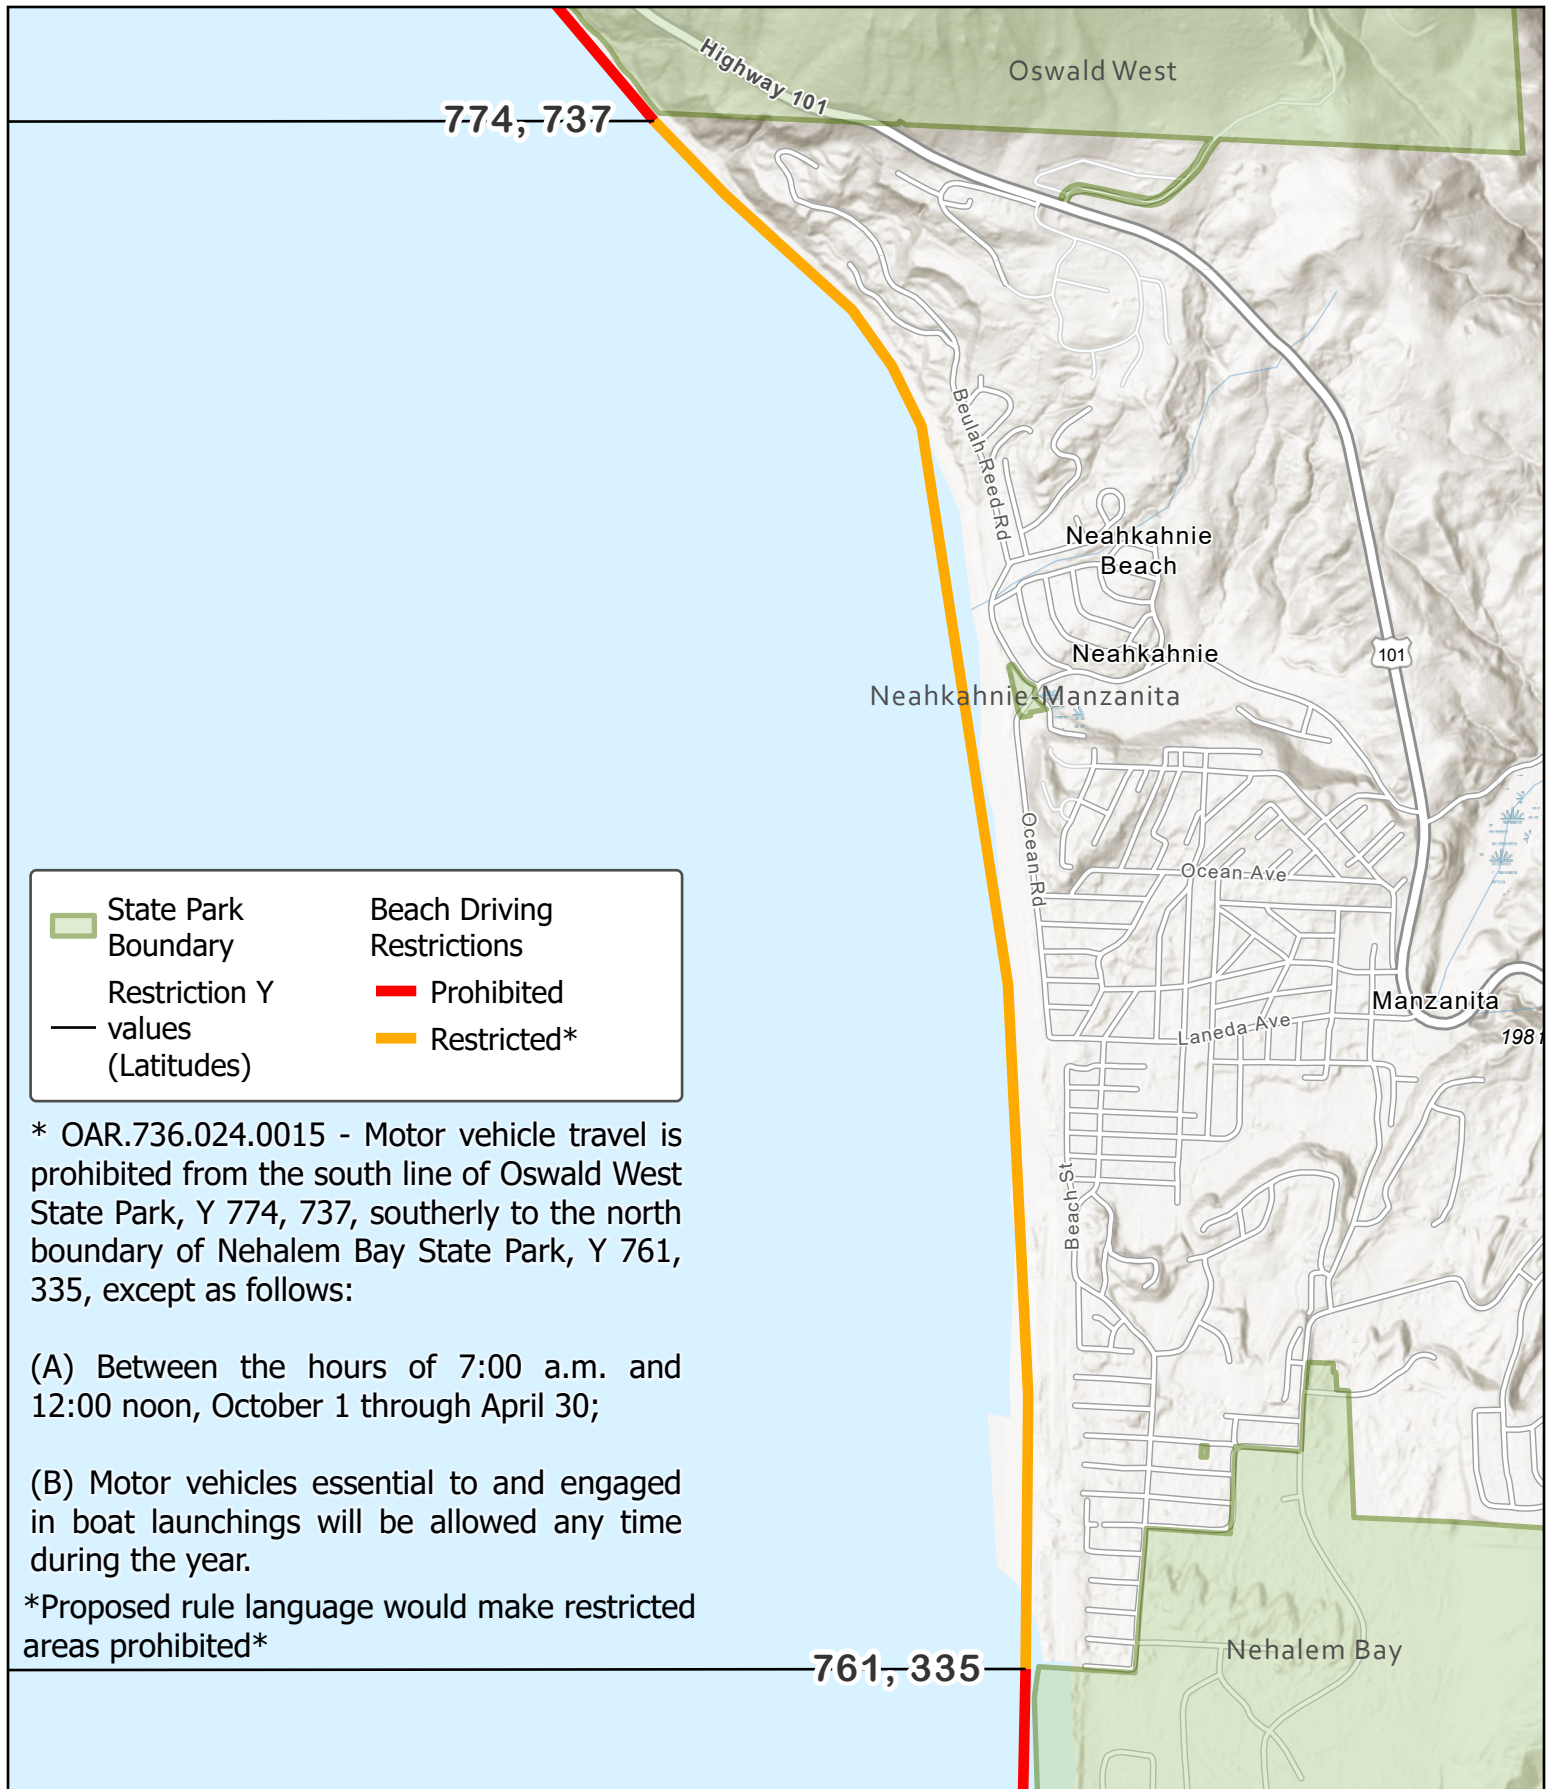 Oswald West
Highway 101
774, 737
Beulah Reed Rd
Neahkahnie
Beach
Neahkahnie
101
Neahkahnie-Manzanita
Ocean Rd
Ocean Ave
State Park
Boundary
Restriction Y
values
(Latitudes)
Beach Driving
Restrictions
Prohibited
Restricted*
Manzanita
Laneda Ave
198 f
* OAR.736.024.0015 - Motor vehicle travel is
prohibited from the south line of Oswald West
State Park, Y 774, 737, southerly to the north
boundary of Nehalem Bay State Park, Y 761,
335, except as follows:
(A) Between the hours of 7:00 a.m. and
12:00 noon, October 1 through April 30;
(B) Motor vehicles essential to and engaged
in boat launchings will be allowed any time
during the year.
*Proposed rule language would make restricted
areas prohibited*
Beach St
Nehalem Bay
761, 335